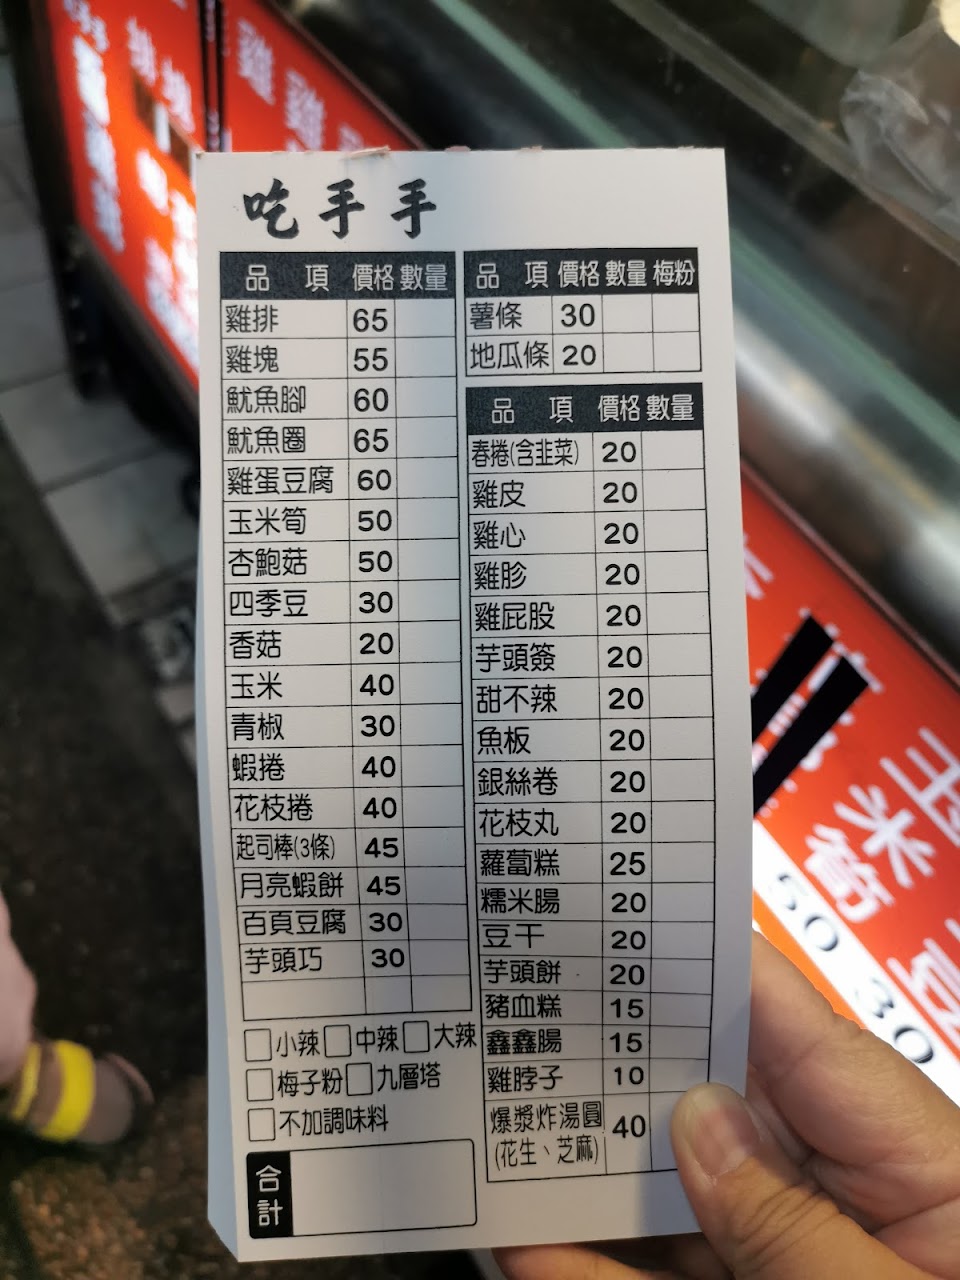 吃手手
品項 價格 數量
雞排 65
雞塊 55
魷魚腳 60
魷魚圈 65
雞蛋豆腐 60
玉米筍 50
杏鮑菇 50
四季豆 30
香菇 20
玉米 40
青椒 30
蝦捲 40
花枝捲 40
起司棒(3條) 45
月亮蝦餅 45
百頁豆腐 30
芋頭巧 30
小辣 中辣 大辣
梅子粉 九層塔
不加調味料
合計
品項 價格 數量 梅粉
薯條 30
地瓜條 20
品項 價格 數量
春捲(含韭菜) 20
雞皮 20
雞心 20
雞胗 20
雞屁股 20
芋頭簽 20
甜不辣 20
魚板 20
銀絲卷 20
花枝丸 20
蘿蔔糕 25
糯米腸 20
豆干 20
芋頭餅 20
豬血糕 15
鑫鑫腸 15
雞脖子 10
爆漿炸湯圓 40
(花生、芝麻)
玉米筍
50
30